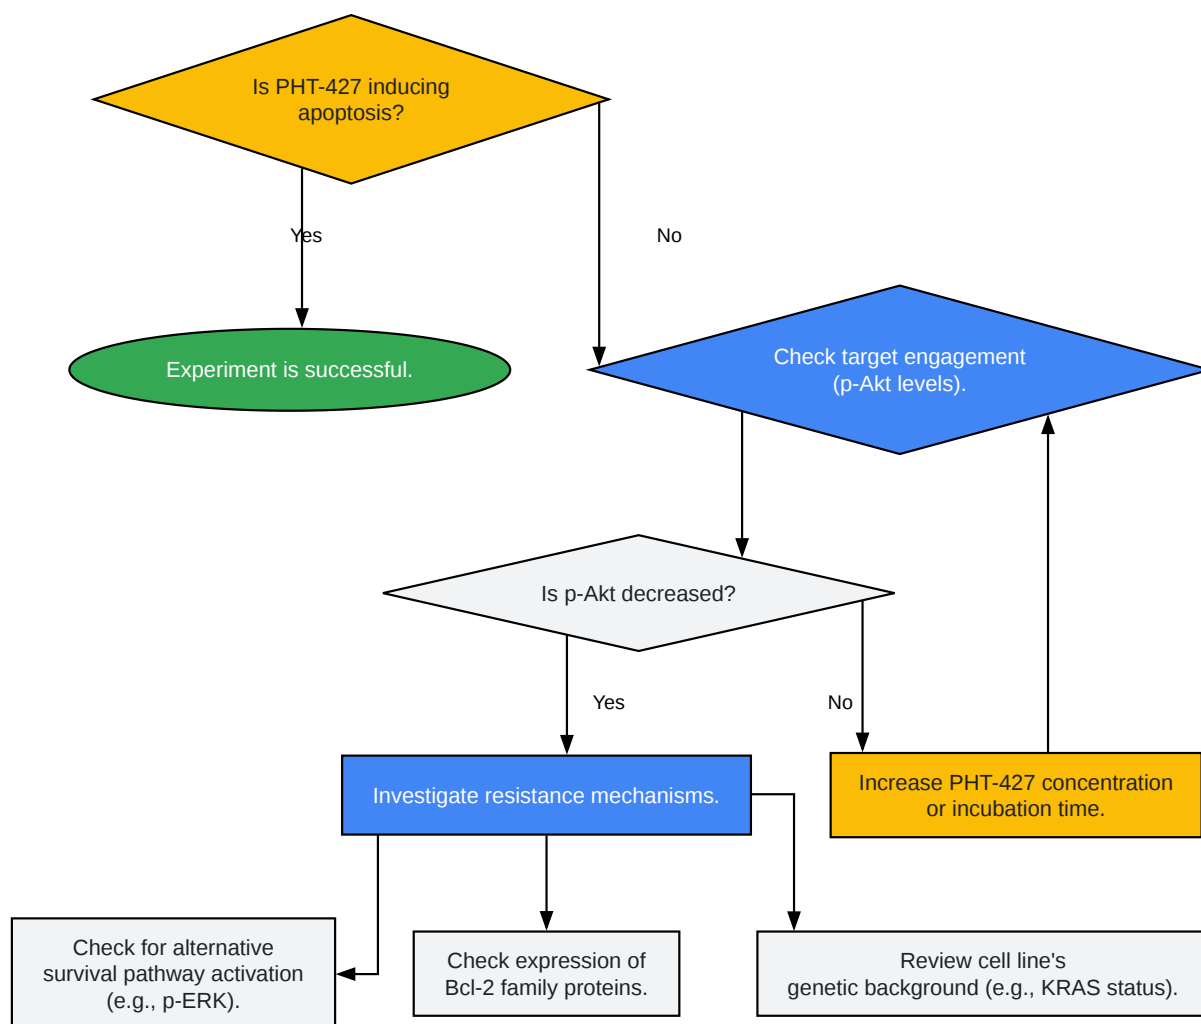 Is PHT-427 inducing
apoptosis?
Yes
No
Experiment is successful.
Check target engagement
(p-Akt levels).
Is p-Akt decreased?
Yes
No
Investigate resistance mechanisms.
Increase PHT-427 concentration
or incubation time.
Check for alternative
survival pathway activation
(e.g., p-ERK).
Check expression of
Bcl-2 family proteins.
Review cell line's
genetic background (e.g., KRAS status).